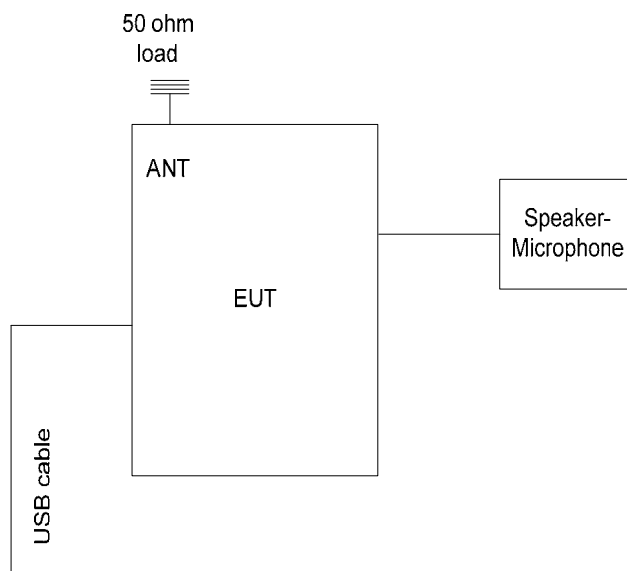 50 ohm
load
ANT
Speaker-
Microphone
EUT
USB cable